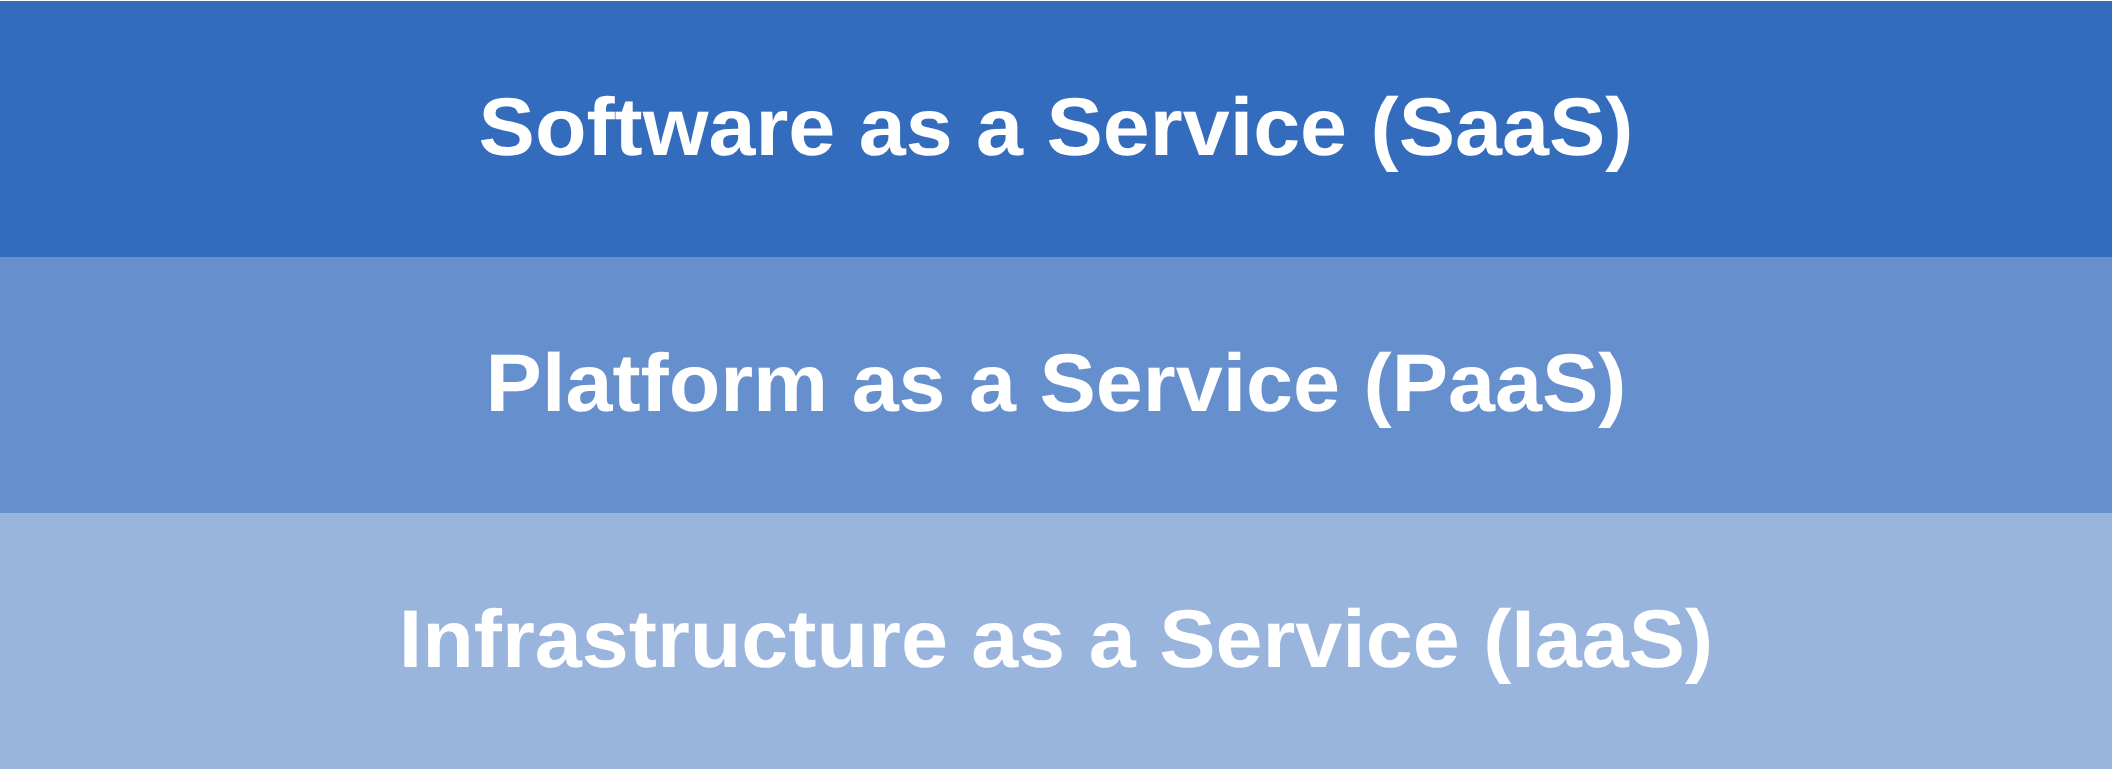 Software as a Service (SaaS)
Platform as a Service (PaaS)
Infrastructure as a Service (IaaS)